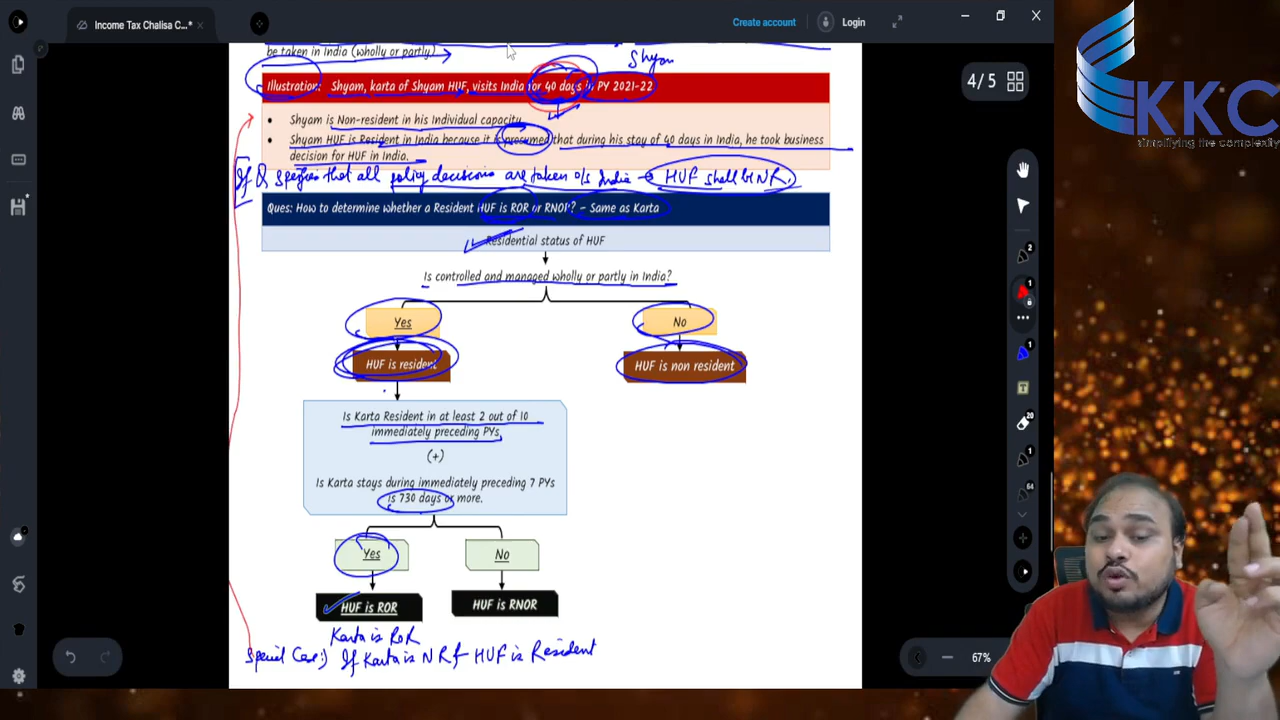 Income Tax Chalisa C...*
Create account
Login
be taken in India (wholly or partly)
Shyam
Illustration: Shyam, karta of Shyam HUF, visits India for 40 days in PY 2021-22
4/5
KKC
simplifying the complexity
Shyam is Non-resident in his Individual capacity.
Shyam HUF is Resident in India because it is presumed that during his stay of 40 days in India, he took business
decision for HUF in India.
If Q specifies that all policy decisions are taken o/s India → HUF shall be NR.
Ques: How to determine whether a Resident HUF is ROR or RNOR? – Same as Karta
Residential status of HUF
Is controlled and managed wholly or partly in India?
Yes
No
HUF is resident
HUF is non resident
Is Karta Resident in at least 2 out of 10
immediately preceding PYs
(+)
Is Karta stays during immediately preceding 7 PYs
is 730 days or more.
Yes
No
HUF is ROR
HUF is RNOR
Karta is RoR
Special Case:) If Karta is NR & HUF is Resident
67%